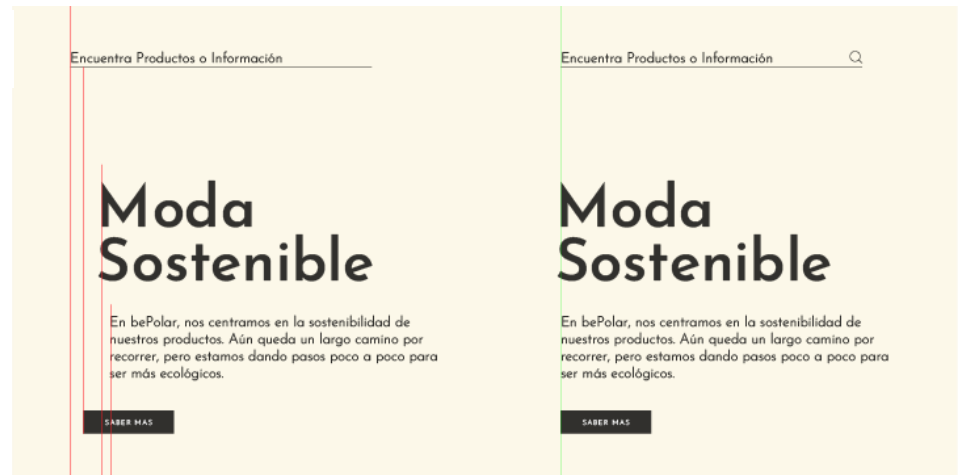 Encuentra Productos o Información
Moda
Sostenible
En bePolar, nos centramos en la sostenibilidad de
nuestros productos. Aún queda un largo camino por
recorrer, pero estamos dando pasos poco a poco para
ser más ecológicos.
SABER MAS
Encuentra Productos o Información
Moda
Sostenible
En bePolar, nos centramos en la sostenibilidad de
nuestros productos. Aún queda un largo camino por
recorrer, pero estamos dando pasos poco a poco para
ser más ecológicos.
SABER MAS